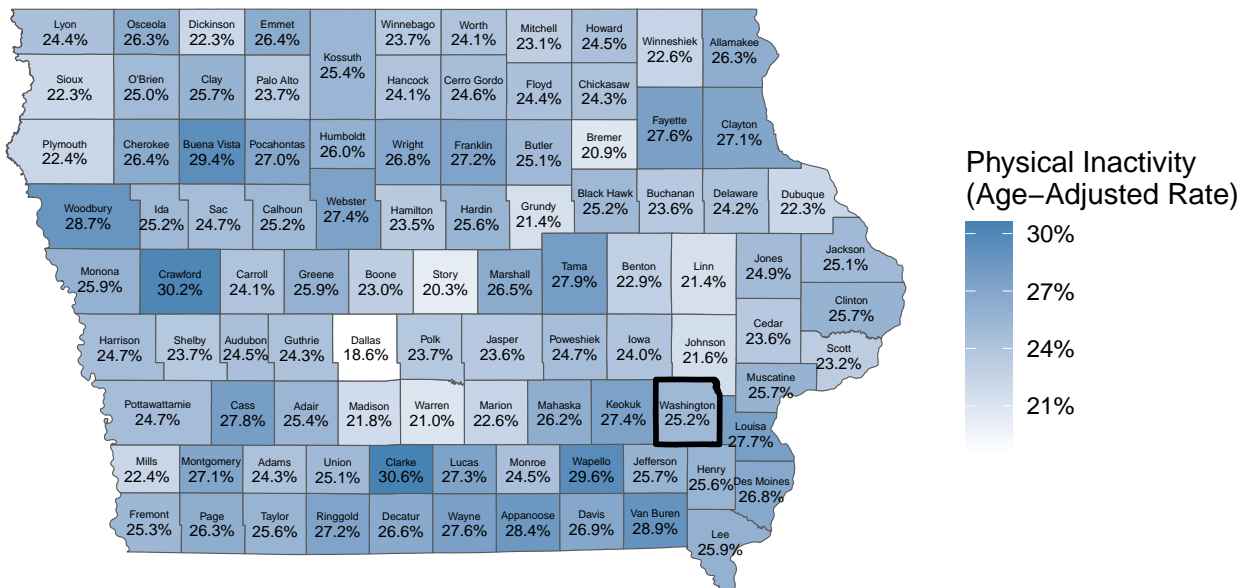 Lyon
24.4%
Osceola
26.3%
Dickinson
22.3%
Emmet
26.4%
Kossuth
25.4%
Winnebago
23.7%
Worth
24.1%
Mitchell
23.1%
Howard
24.5%
Winneshiek
22.6%
Allamakee
26.3%
Sioux
22.3%
O'Brien
25.0%
Clay
25.7%
Palo Alto
23.7%
Hancock
24.1%
Cerro Gordo
24.6%
Floyd
24.4%
Chickasaw
24.3%
Fayette
27.6%
Clayton
27.1%
Plymouth
22.4%
Cherokee
26.4%
Buena Vista
29.4%
Pocahontas
27.0%
Humboldt
26.0%
Wright
26.8%
Franklin
27.2%
Butler
25.1%
Bremer
20.9%
Woodbury
28.7%
Ida
25.2%
Sac
24.7%
Calhoun
25.2%
Webster
27.4%
Hamilton
23.5%
Hardin
25.6%
Grundy
21.4%
Black Hawk
25.2%
Buchanan
23.6%
Delaware
24.2%
Dubuque
22.3%
Monona
25.9%
Crawford
30.2%
Carroll
24.1%
Greene
25.9%
Boone
23.0%
Story
20.3%
Marshall
26.5%
Tama
27.9%
Benton
22.9%
Linn
21.4%
Jones
24.9%
Jackson
25.1%
Clinton
25.7%
Harrison
24.7%
Shelby
23.7%
Audubon
24.5%
Guthrie
24.3%
Dallas
18.6%
Polk
23.7%
Jasper
23.6%
Poweshiek
24.7%
Iowa
24.0%
Johnson
21.6%
Cedar
23.6%
Scott
23.2%
Muscatine
25.7%
Pottawattamie
24.7%
Cass
27.8%
Adair
25.4%
Madison
21.8%
Warren
21.0%
Marion
22.6%
Mahaska
26.2%
Keokuk
27.4%
Washington
25.2%
Louisa
27.7%
Mills
22.4%
Montgomery
27.1%
Adams
24.3%
Union
25.1%
Clarke
30.6%
Lucas
27.3%
Monroe
24.5%
Wapello
29.6%
Jefferson
25.7%
Henry
25.6%
Des Moines
26.8%
Fremont
25.3%
Page
26.3%
Taylor
25.6%
Ringgold
27.2%
Decatur
26.6%
Wayne
27.6%
Appanoose
28.4%
Davis
26.9%
Van Buren
28.9%
Lee
25.9%
Physical Inactivity
(Age−Adjusted Rate)
30%
27%
24%
21%